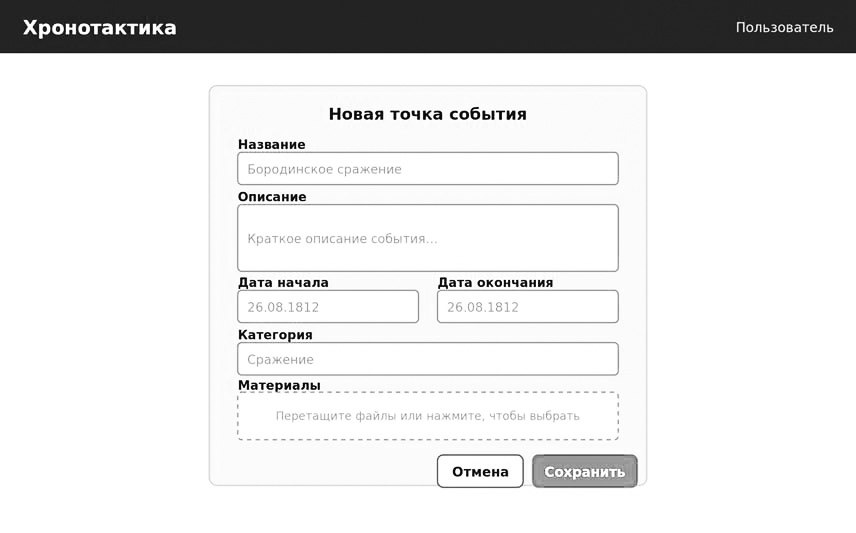 Хронотактика
Пользователь
Новая точка события
Название
Бородинское сражение
Описание
Краткое описание события...
Дата начала
Дата окончания
26.08.1812
26.08.1812
Категория
Сражение
Материалы
Перетащите файлы или нажмите, чтобы выбрать
Отмена
Сохранить